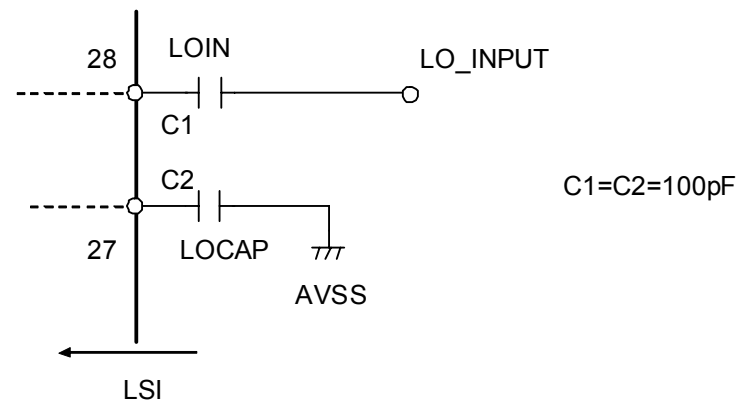 28
LOIN
LO_INPUT
C1
C2
C1=C2=100pF
27
LOCAP
AVSS
LSI